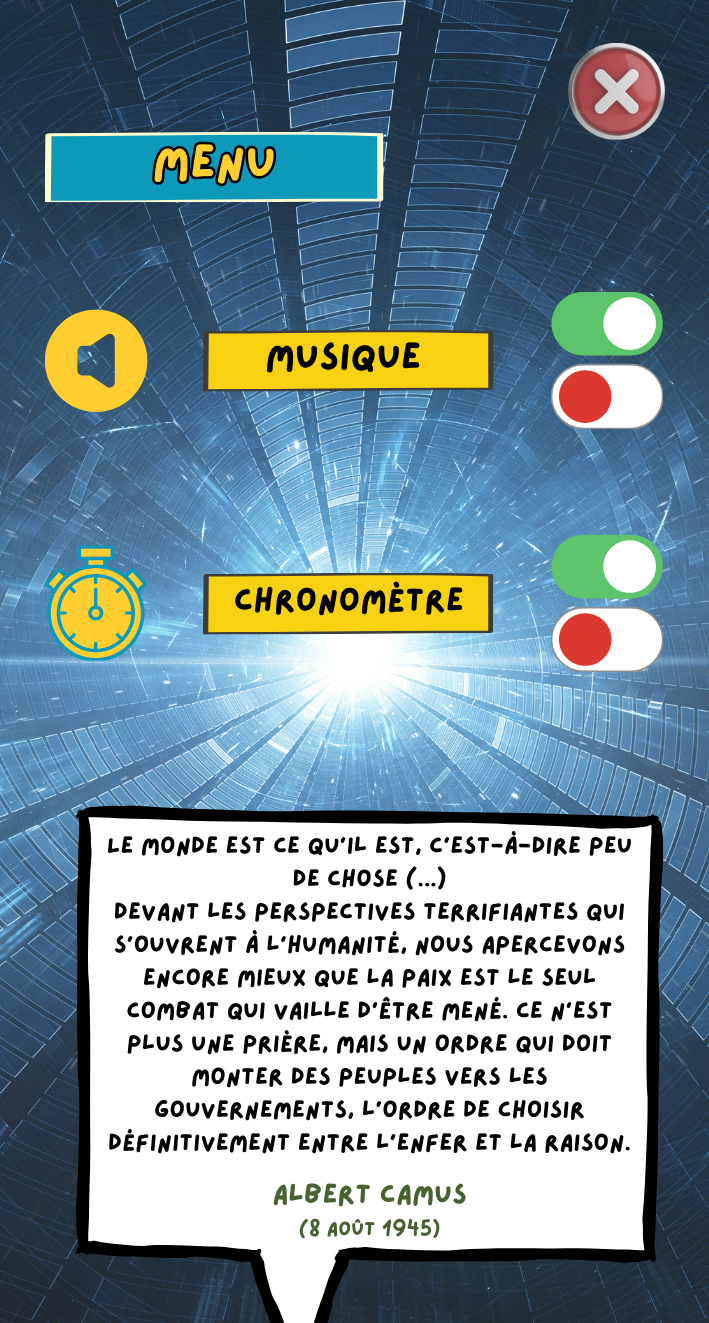 MENU
MUSIQUE
CHRONOMÈTRE
LE MONDE EST CE QU'IL EST, C'EST-À-DIRE PEU
DE CHOSE (...)
DEVANT LES PERSPECTIVES TERRIFIANTES QUI
S'OUVRENT À L'HUMANITÉ, NOUS APERCEVONS
ENCORE MIEUX QUE LA PAIX EST LE SEUL
COMBAT QUI VAILLE D'ÊTRE MENÉ. CE N'EST
PLUS UNE PRIÈRE, MAIS UN ORDRE QUI DOIT
MONTER DES PEUPLES VERS LES
GOUVERNEMENTS, L'ORDRE DE CHOISIR
DÉFINITIVEMENT ENTRE L'ENFER ET LA RAISON.
ALBERT CAMUS
(8 AOÛT 1945)